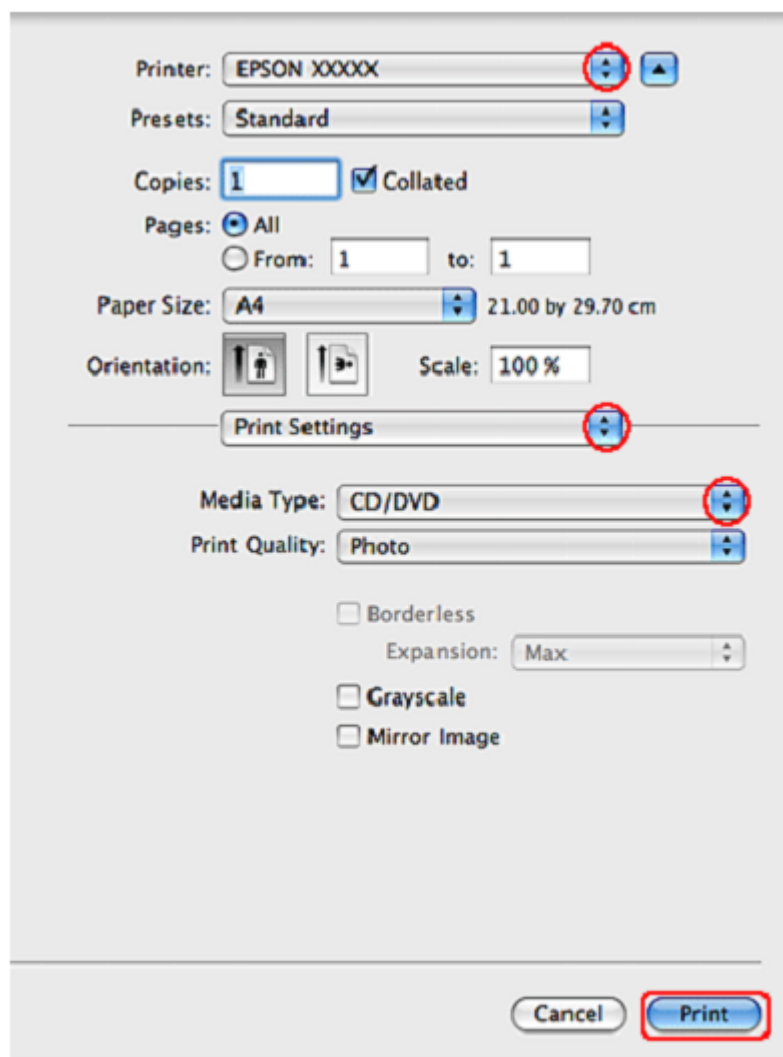 Printer: EPSON XXXXX
Presets: Standard
Copies: 1 Collated
Pages: All
From: 1 to: 1
Paper Size: A4 21.00 by 29.70 cm
Orientation: Scale: 100 %
Print Settings
Media Type: CD/DVD
Print Quality: Photo
Borderless
Expansion: Max
Grayscale
Mirror Image
Cancel Print